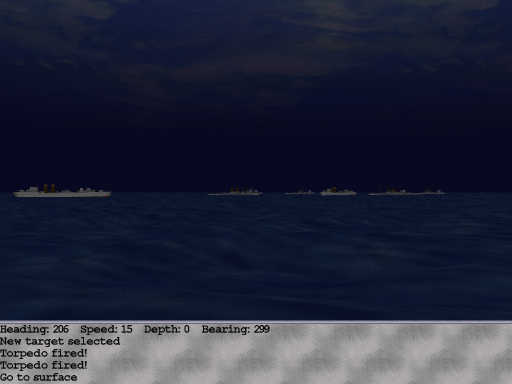 Heading: 206 Speed: 15 Depth: 0 Bearing: 299
New target selected
Torpedo fired!
Torpedo fired!
Go to surface